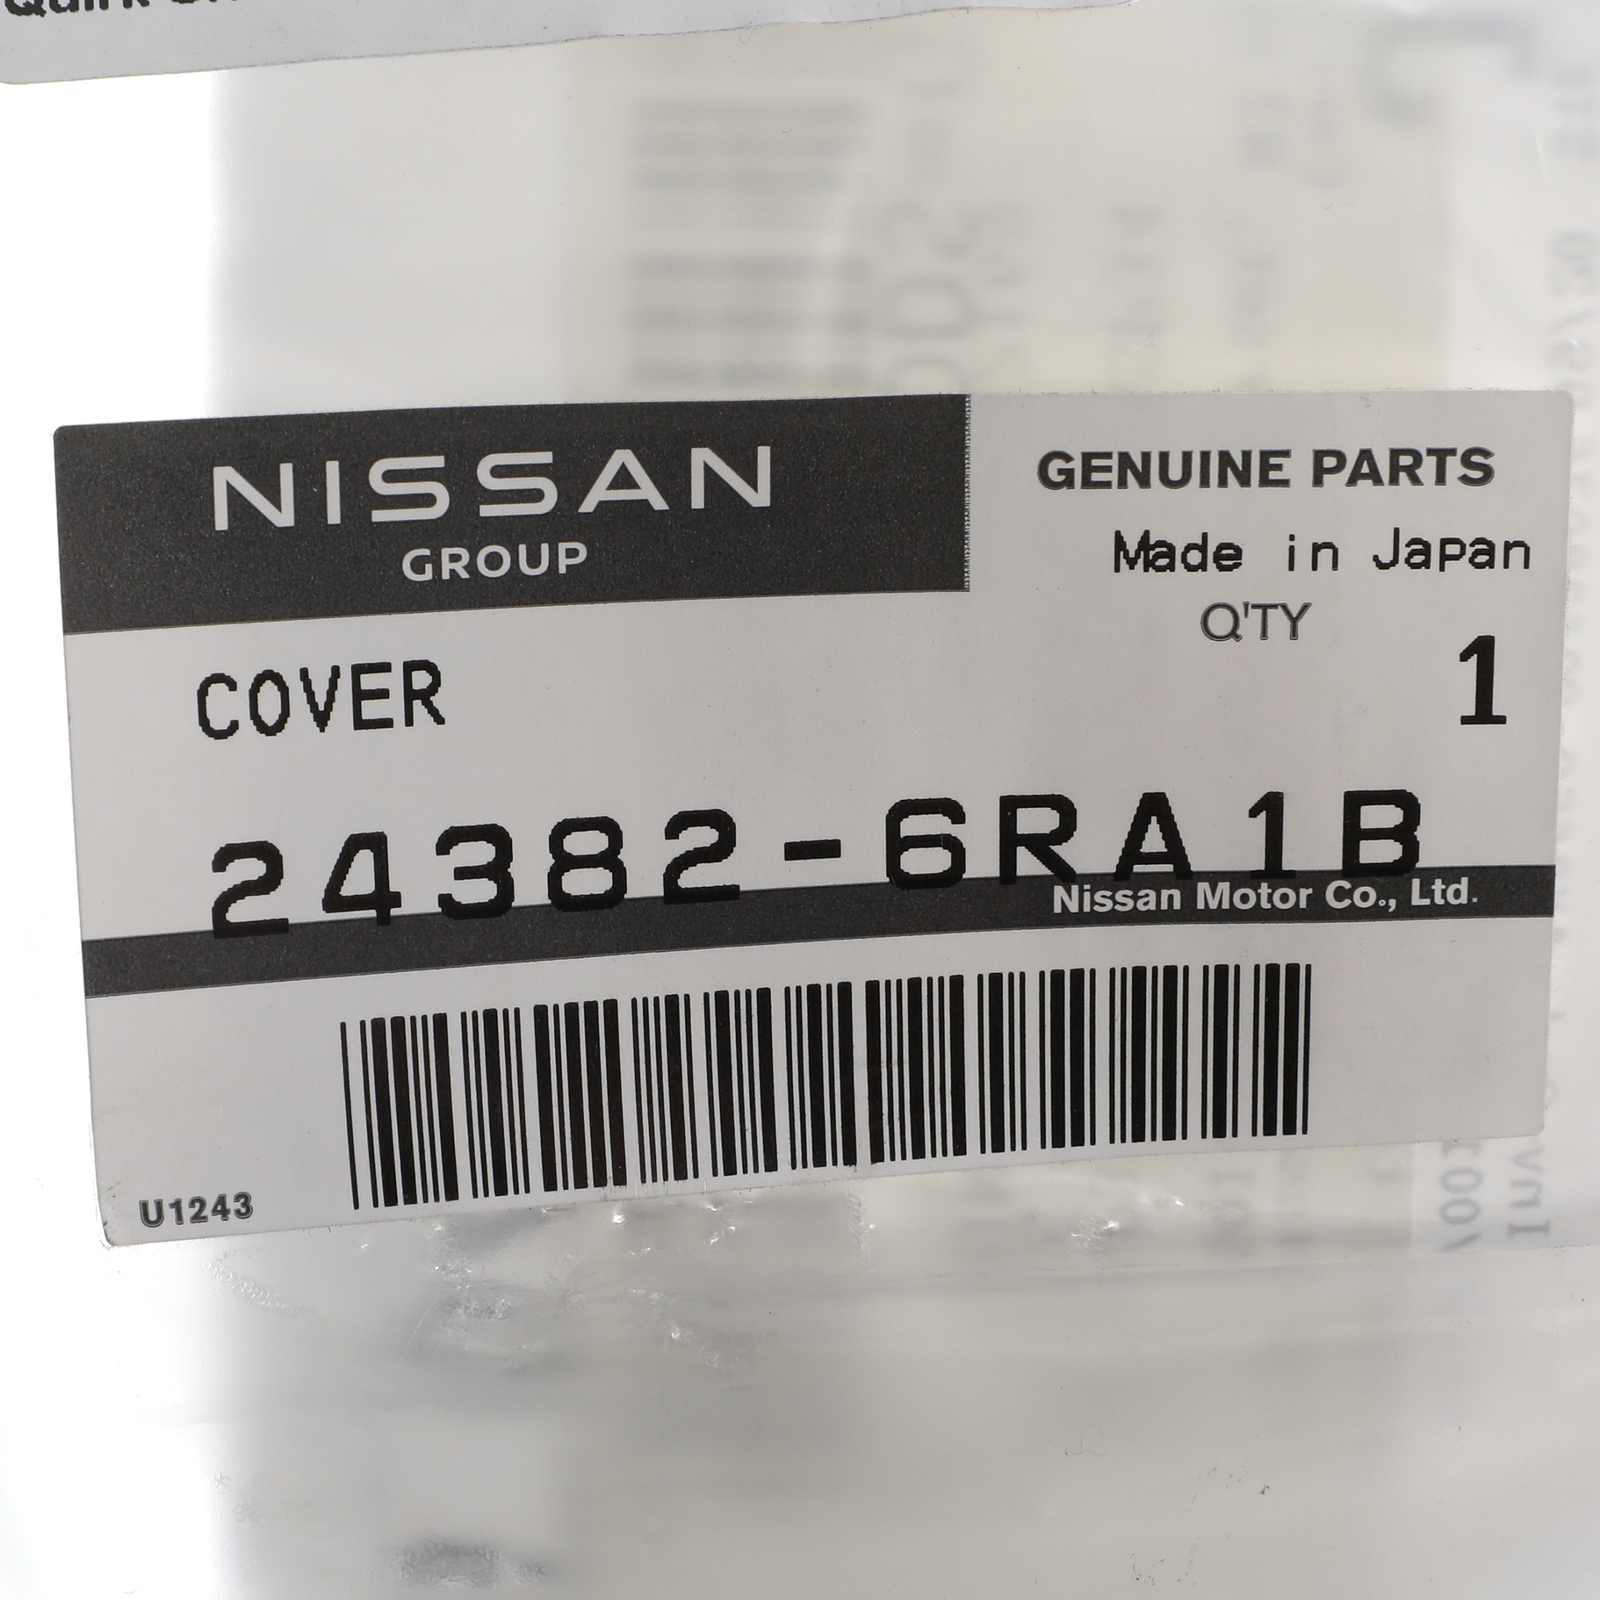 NISSAN
GROUP
GENUINE PARTS
Made in Japan
Q'TY
1
COVER
24382-6RA1B
Nissan Motor Co., Ltd.
U1243